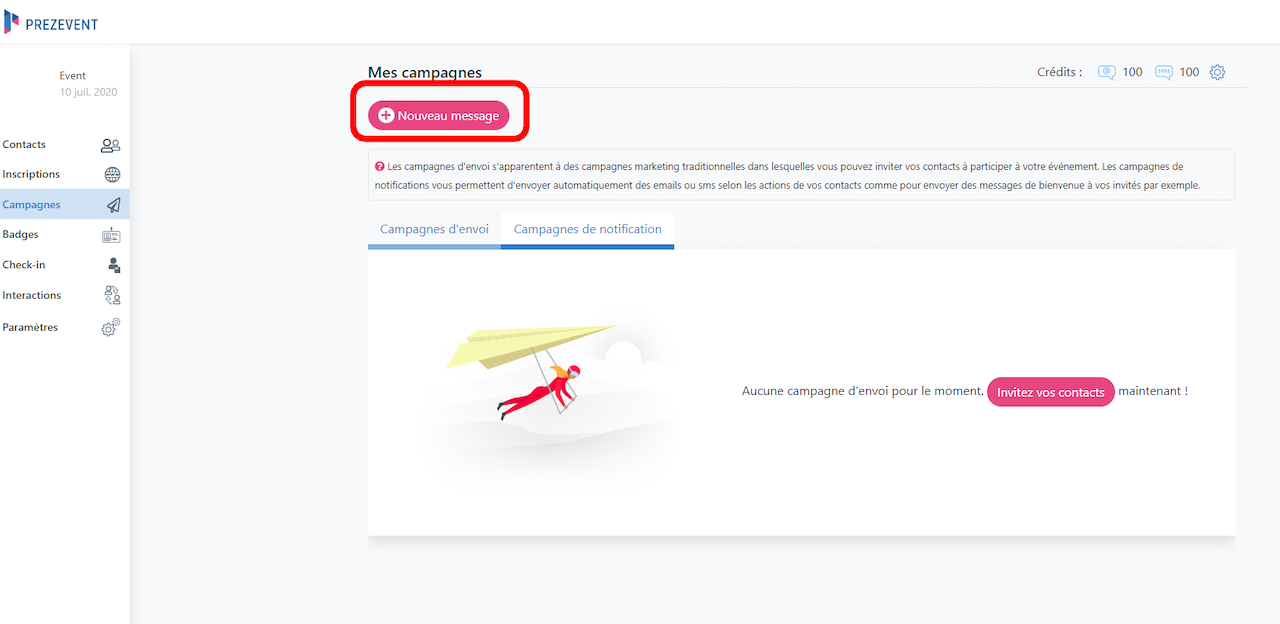 PREZEVENT
Event
10 juil. 2020
Contacts
Inscriptions
Campagnes
Badges
Check-in
Interactions
Paramètres
Mes campagnes
Crédits : @ 100 sms 100
Nouveau message
Les campagnes d'envoi s'apparentent à des campagnes marketing traditionnelles dans lesquelles vous pouvez inviter vos contacts à participer à votre événement. Les campagnes de
notifications vous permettent d'envoyer automatiquement des emails ou sms selon les actions de vos contacts comme pour envoyer des messages de bienvenue à vos invités par exemple.
Campagnes d'envoi Campagnes de notification
Aucune campagne d'envoi pour le moment. Invitez vos contacts maintenant !